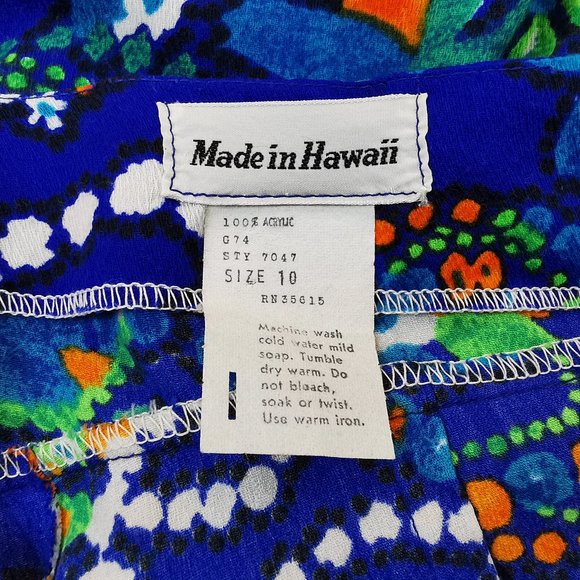 Made in Hawaii
100% ACRYLIC
G74
STY 7047
SIZE 10
RN35615
Machine wash
cold water mild
soap. Tumble
dry warm. Do
not bleach,
soak or twist.
Use warm iron.